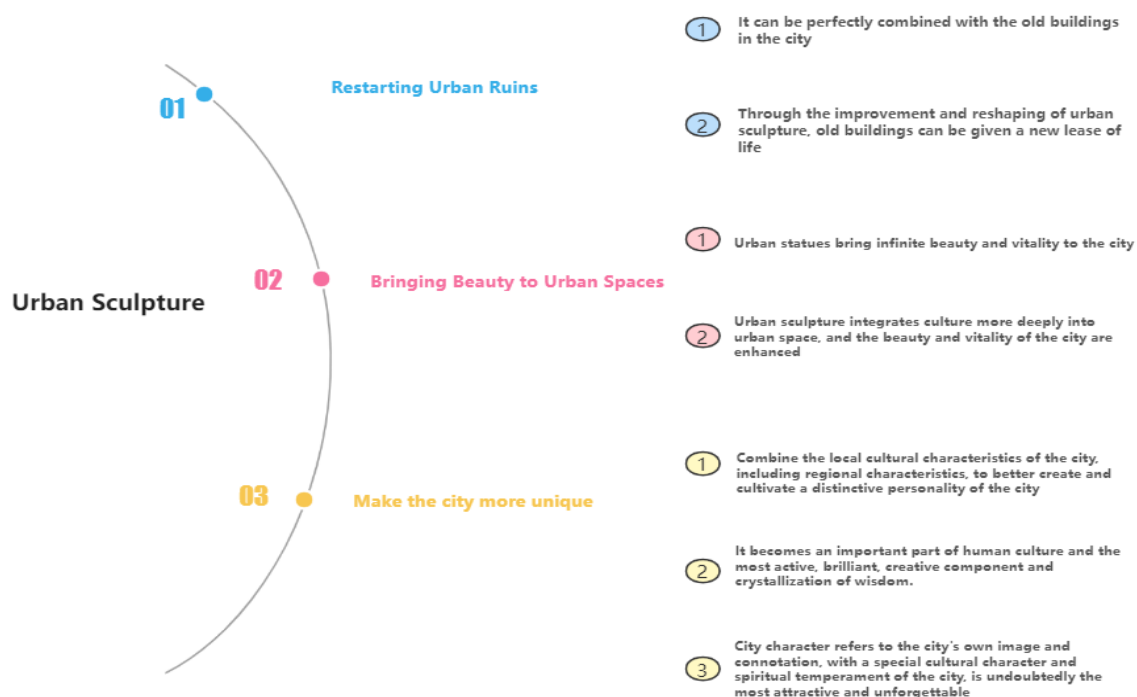 Urban Sculpture
01
Restarting Urban Ruins
1
It can be perfectly combined with the old buildings
in the city
2
Through the improvement and reshaping of urban
sculpture, old buildings can be given a new lease of
life
02
Bringing Beauty to Urban Spaces
1
Urban statues bring infinite beauty and vitality to the city
2
Urban sculpture integrates culture more deeply into
urban space, and the beauty and vitality of the city are
enhanced
03
Make the city more unique
1
Combine the local cultural characteristics of the city,
including regional characteristics, to better create and
cultivate a distinctive personality of the city
2
It becomes an important part of human culture and the
most active, brilliant, creative component and
crystallization of wisdom.
3
City character refers to the city's own image and
connotation, with a special cultural character and
spiritual temperament of the city, is undoubtedly the
most attractive and unforgettable